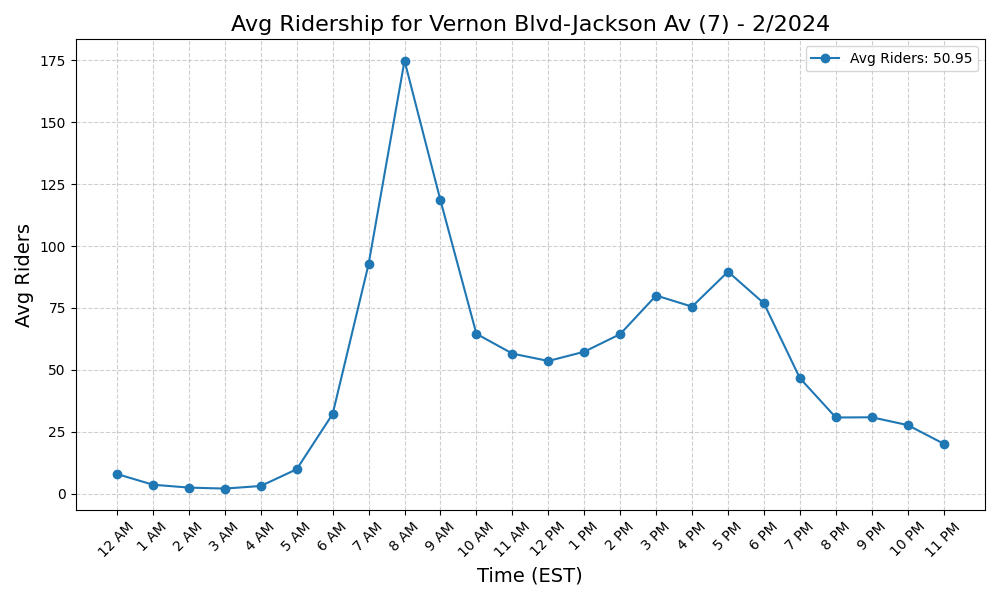 Avg Ridership for Vernon Blvd-Jackson Av (7) - 2/2024
Avg Riders: 50.95
Avg Riders
175
150
125
100
75
50
25
0
12 AM
1 AM
2 AM
3 AM
4 AM
5 AM
6 AM
7 AM
8 AM
9 AM
10 AM
11 AM
12 PM
1 PM
2 PM
3 PM
4 PM
5 PM
6 PM
7 PM
8 PM
9 PM
10 PM
11 PM
Time (EST)